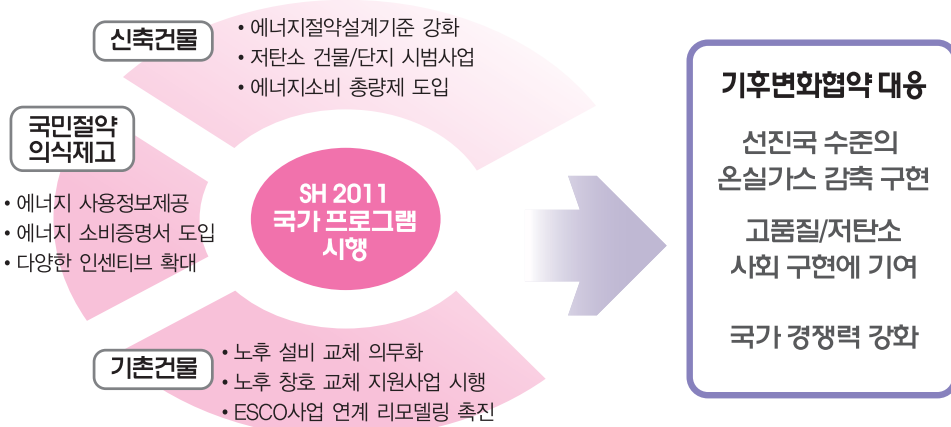 신축건물
• 에너지절약설계기준 강화
• 저탄소 건물/단지 시범사업
• 에너지소비 총량제 도입
국민절약
의식제고
• 에너지 사용정보제공
• 에너지 소비증명서 도입
• 다양한 인센티브 확대
SH 2011
국가 프로그램
시행
기촌건물
• 노후 설비 교체 의무화
• 노후 창호 교체 지원사업 시행
• ESCO사업 연계 리모델링 촉진
기후변화협약 대응
선진국 수준의
온실가스 감축 구현
고품질/저탄소
사회 구현에 기여
국가 경쟁력 강화